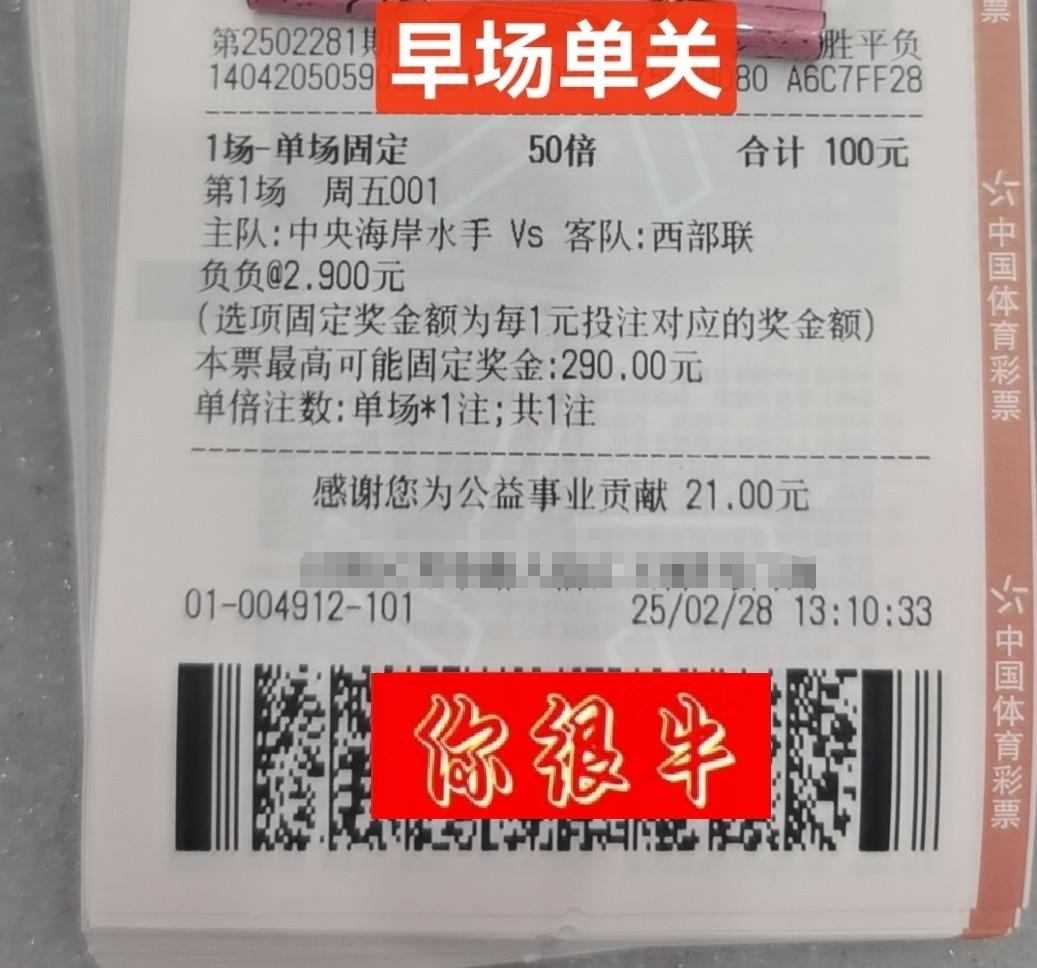 早场单关
第2502281期 胜平负
14042050590 080 A6C7FF28
1场-单场固定 50倍 合计 100元
第1场 周五001
主队:中央海岸水手 Vs 客队:西部联
负负@2.900元
(选项固定奖金额为每1元投注对应的奖金额)
本票最高可能固定奖金:290.00元
单倍注数:单场*1注;共1注
感谢您为公益事业贡献 21.00元
01-004912-101 25/02/28 13:10:33
你很牛
票
中国体育彩票
中国体育彩票